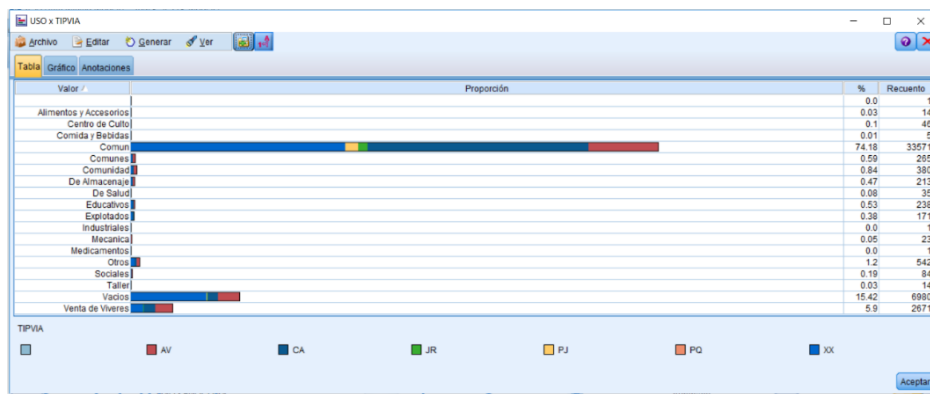 USO x TIPVIA
Archivo Editar Generar Ver
Tabla Gráfico Anotaciones
Valor Proporción % Recuento
0.0 1
Alimentos y Accesorios 0.03 14
Centro de Culto 0.1 46
Comida y Bebidas 0.01 5
Comun 74.18 33571
Comunes 0.59 265
Comunidad 0.84 380
De Almacenaje 0.47 213
De Salud 0.08 35
Educativos 0.53 238
Explotados 0.38 171
Industriales 0.0 1
Mecanica 0.05 23
Medicamentos 0.0 1
Otros 1.2 542
Sociales 0.19 84
Taller 0.03 14
Vacios 15.42 6980
Venta de Viveres 5.9 2671
TIPVIA
AV CA JR PJ PQ XX
Aceptar